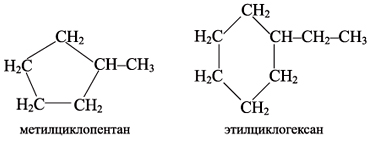 CH₂
H₂C CH–CH₃
H₂C CH₂
метилциклопентан
CH₂
H₂C CH–CH₂–CH₃
H₂C CH₂
CH₂
этилциклогексан